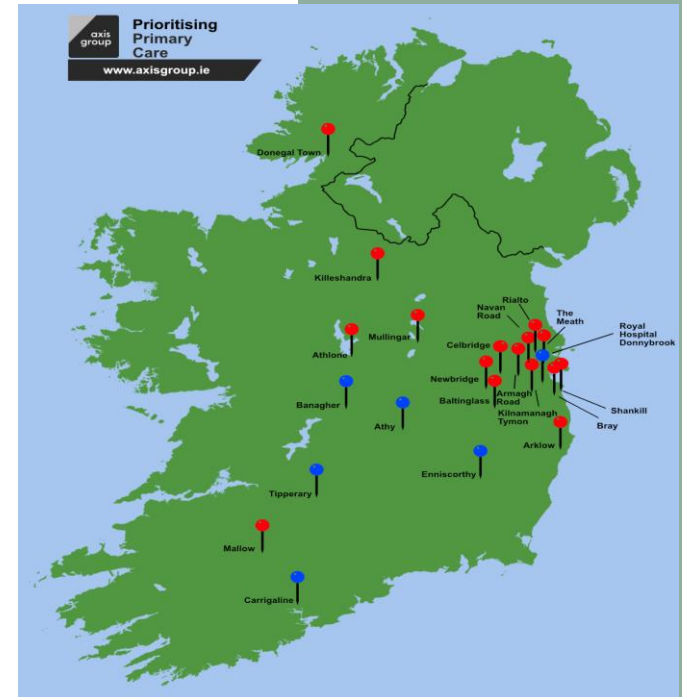 axis
group
Prioritising
Primary
Care
www.axisgroup.ie
Donegal Town
Killeshandra
Rialto
Navan
Road
The
Meath
Royal
Hospital
Donnybrook
Mullingar
Athlone
Celbridge
Newbridge
Banagher
Baltinglass
Armagh
Road
Kilnamanagh
Tymon
Shankill
Bray
Athy
Arklow
Enniscorthy
Tipperary
Mallow
Carrigaline